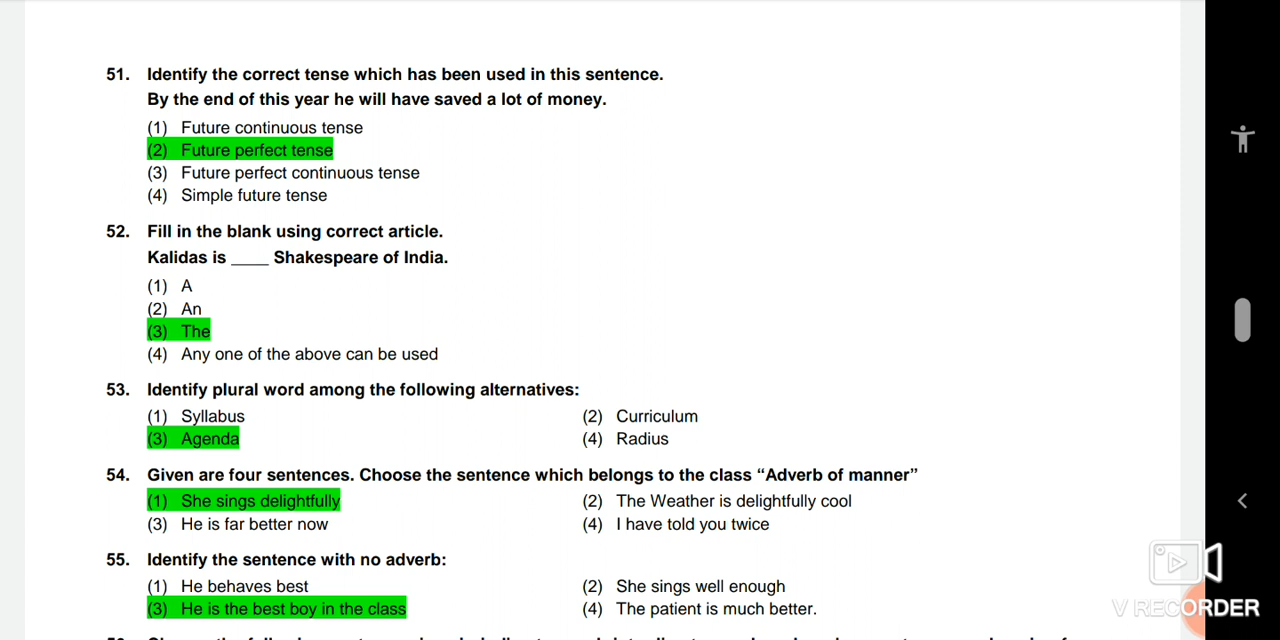 51. Identify the correct tense which has been used in this sentence.
By the end of this year he will have saved a lot of money.
(1) Future continuous tense
(2) Future perfect tense
(3) Future perfect continuous tense
(4) Simple future tense
52. Fill in the blank using correct article.
Kalidas is ____ Shakespeare of India.
(1) A
(2) An
(3) The
(4) Any one of the above can be used
53. Identify plural word among the following alternatives:
(1) Syllabus (2) Curriculum
(3) Agenda (4) Radius
54. Given are four sentences. Choose the sentence which belongs to the class “Adverb of manner”
(1) She sings delightfully (2) The Weather is delightfully cool
(3) He is far better now (4) I have told you twice
55. Identify the sentence with no adverb:
(1) He behaves best (2) She sings well enough
(3) He is the best boy in the class (4) The patient is much better.
V RECORDER